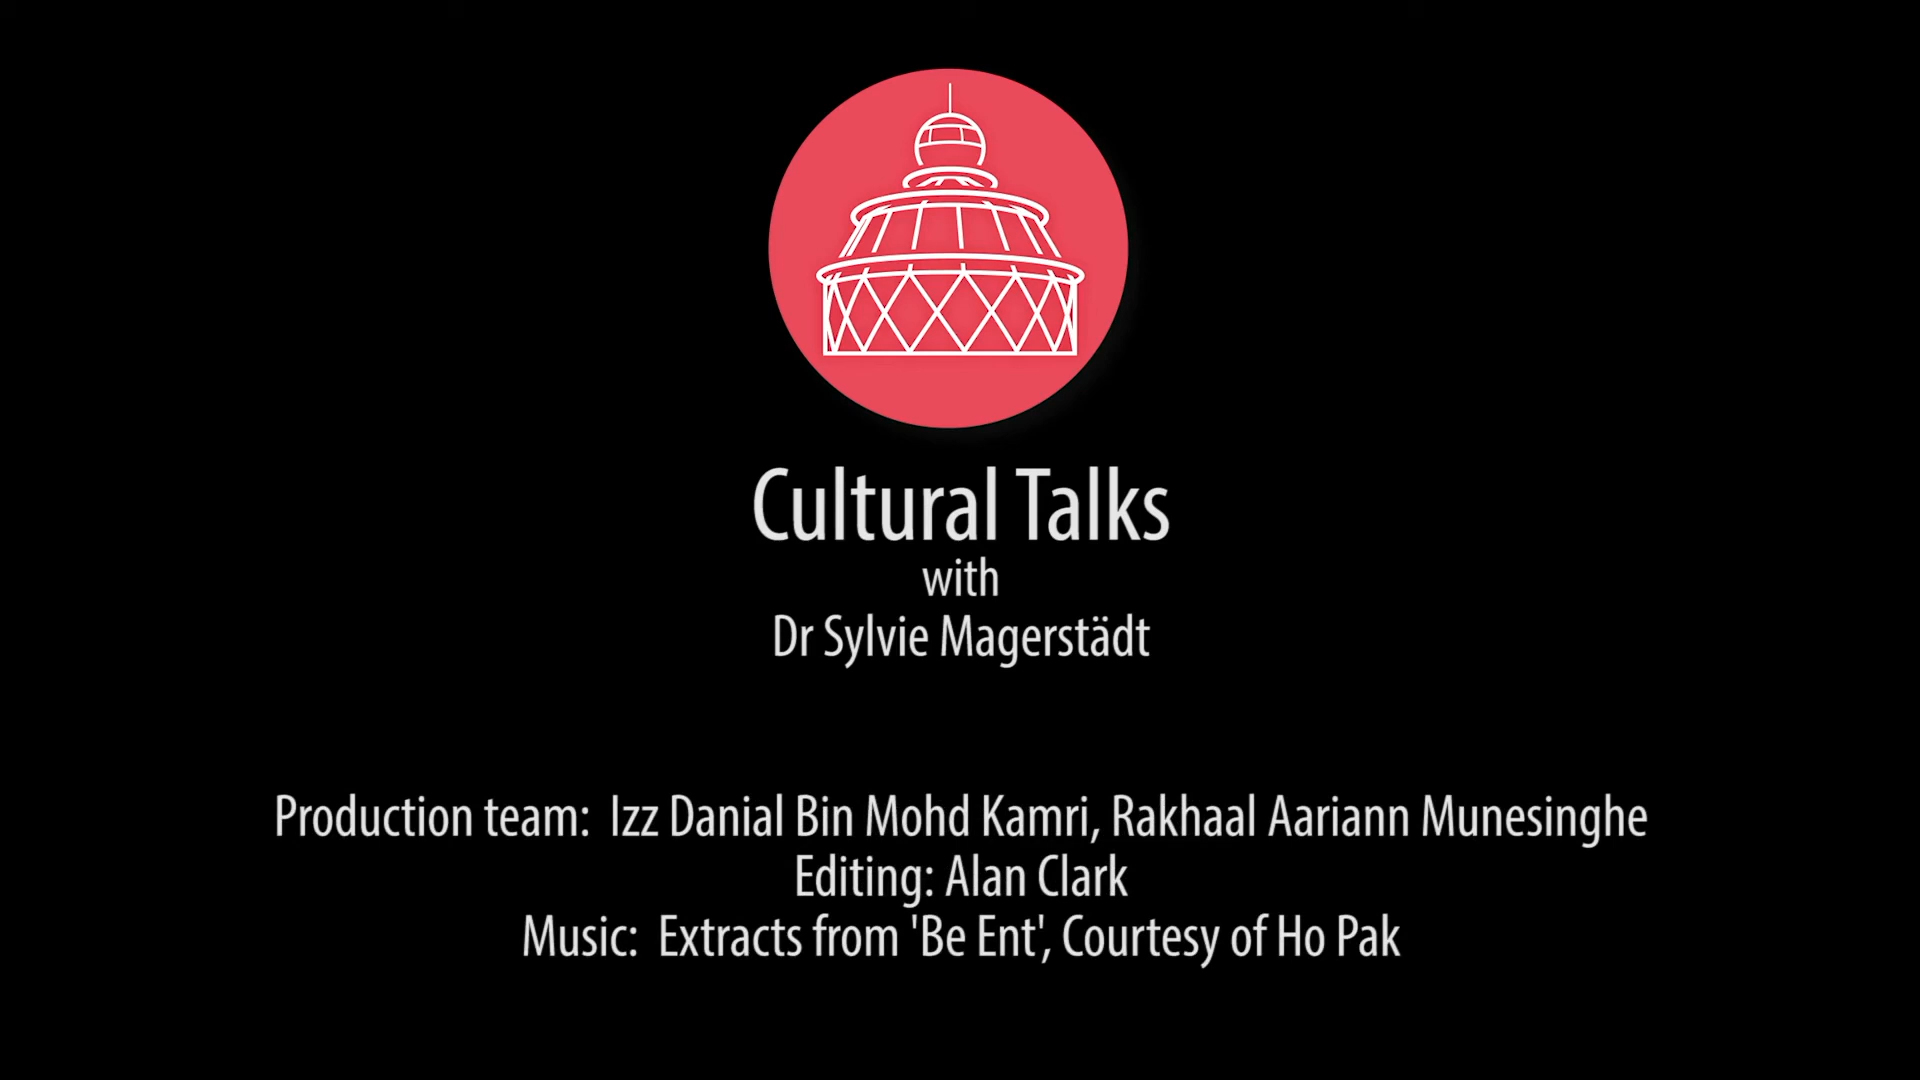 Cultural Talks
with
Dr Sylvie Magerstädt
Production team:  Izz Danial Bin Mohd Kamri, Rakhaal Aariann Munesinghe
Editing: Alan Clark
Music:  Extracts from 'Be Ent', Courtesy of Ho Pak